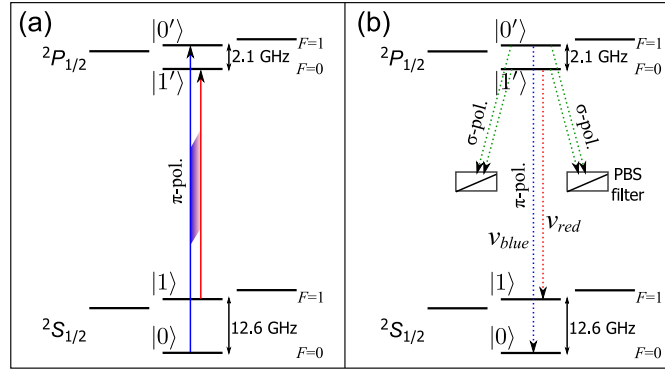 (a)
|0′⟩
F=1
²P₁/₂
2.1 GHz
|1′⟩
F=0
π-pol.
|1⟩
F=1
²S₁/₂
12.6 GHz
|0⟩
F=0
(b)
|0′⟩
F=1
²P₁/₂
2.1 GHz
|1′⟩
F=0
σ-pol.
σ-pol.
PBS
filter
π-pol.
ν_blue
ν_red
|1⟩
F=1
²S₁/₂
12.6 GHz
|0⟩
F=0